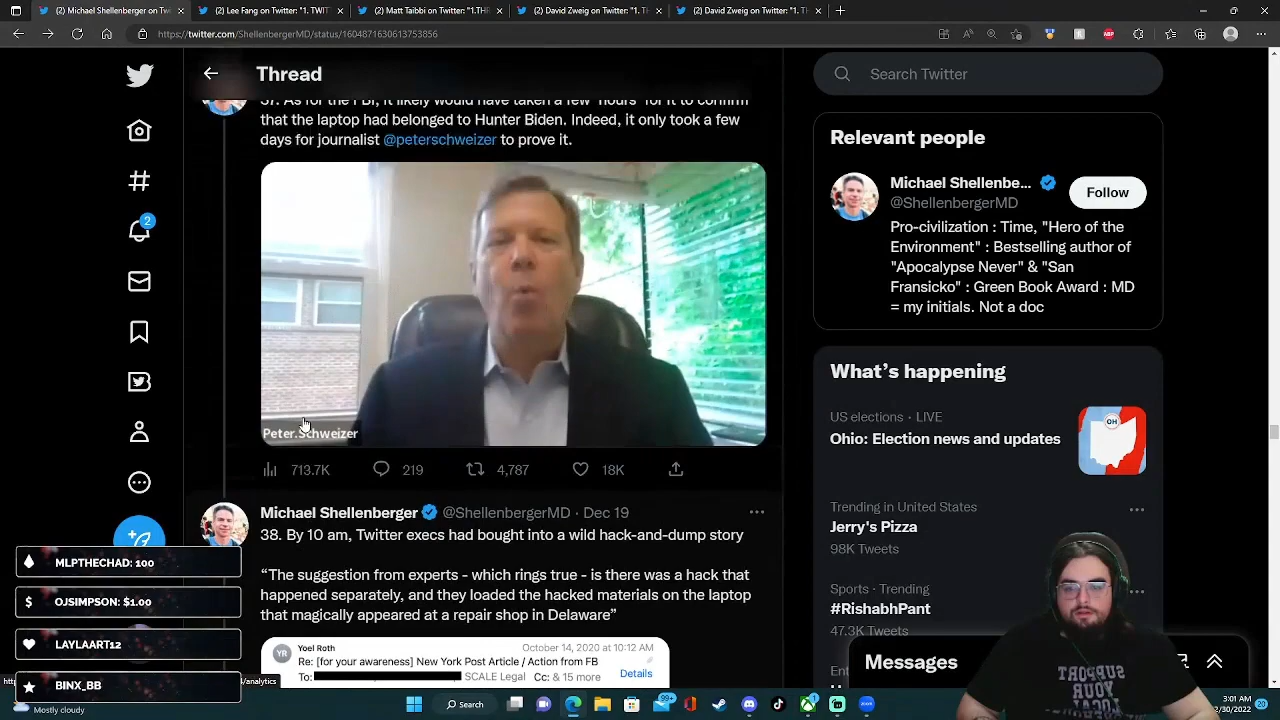 (2) Michael Shellenberger on Tw
(2) Lee Fang on Twitter: "1. TWIT
(2) Matt Taibbi on Twitter: "1.TH
(2) David Zweig on Twitter: "1. Th
(2) David Zweig on Twitter: "1. TH
https://twitter.com/ShellenbergerMD/status/1604871630613753856
Thread
Search Twitter
37. As for the FBI, it likely would have taken a few "hours" for it to confirm
that the laptop had belonged to Hunter Biden. Indeed, it only took a few
days for journalist @peterschweizer to prove it.
Peter.Schweizer
713.7K
219
4,787
18K
Michael Shellenberger @ShellenbergerMD · Dec 19
38. By 10 am, Twitter execs had bought into a wild hack-and-dump story
“The suggestion from experts - which rings true - is there was a hack that
happened separately, and they loaded the hacked materials on the laptop
that magically appeared at a repair shop in Delaware”
YR
Yoel Roth
October 14, 2020 at 10:12 AM
Re: [for your awareness] New York Post Article / Action from FB
To:
SCALE Legal Cc: & 15 more
Details
Relevant people
Michael Shellenbe...
@ShellenbergerMD
Follow
Pro-civilization : Time, "Hero of the
Environment" : Bestselling author of
"Apocalypse Never" & "San
Fransicko" : Green Book Award : MD
= my initials. Not a doc
What’s happening
US elections · LIVE
Ohio: Election news and updates
OH
Trending in United States
Jerry's Pizza
98K Tweets
Sports · Trending
#RishabhPant
47.3K Tweets
Messages
2
MLPTHECHAD: 100
OJSIMPSON: $1.00
LAYLAART12
BINX_BB
Mostly cloudy
Search
99+
3:01 AM
2/30/2022
20
SUPPORT
YOUR
LOCAL